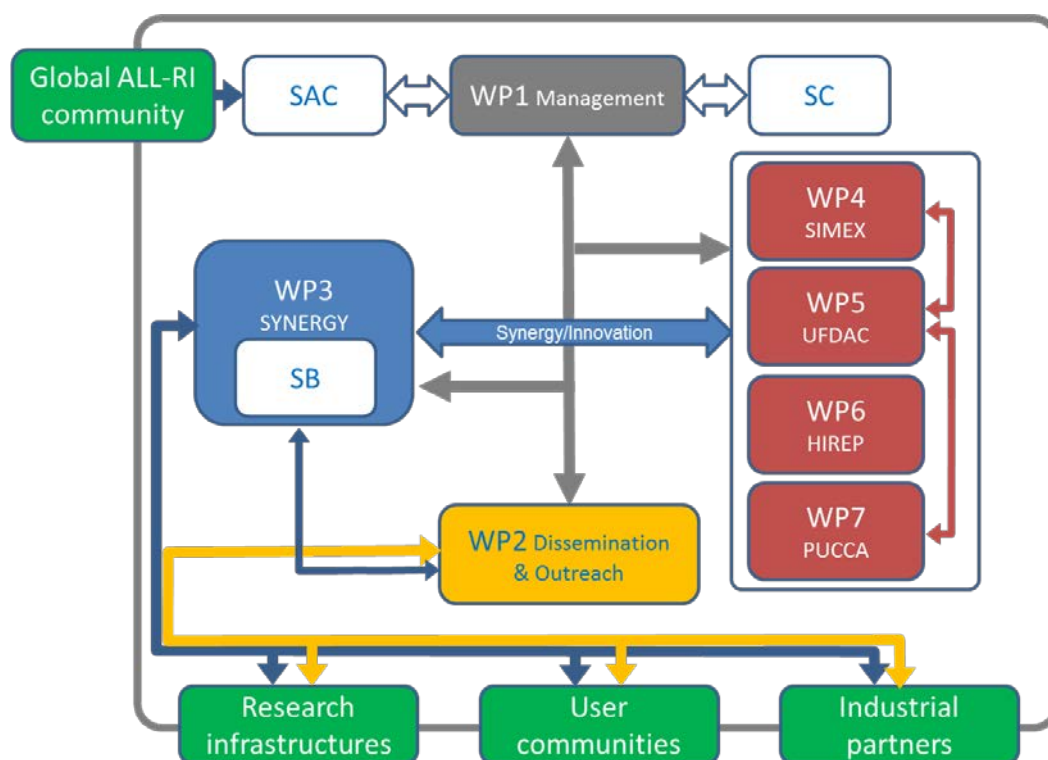 Global ALL-RI
community
SAC
WP1 Management
SC
WP4
SIMEX
WP3
SYNERGY
Synergy/Innovation
WP5
UFDAC
SB
WP6
HIREP
WP2 Dissemination
& Outreach
WP7
PUCCA
Research
infrastructures
User
communities
Industrial
partners